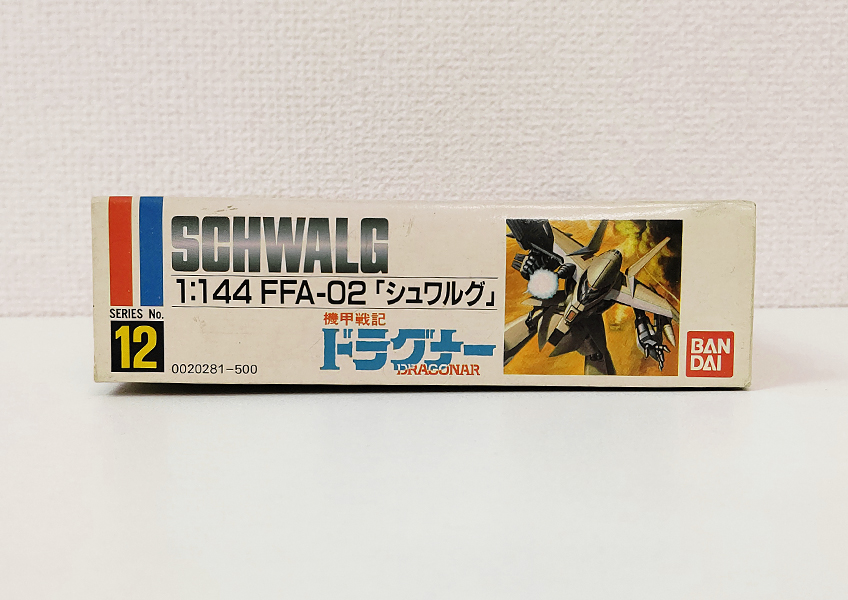 SCHWALG
1:144 FFA-02「シュワルグ」
SERIES No.
12
0020281-500
機甲戦記
ドラグナー
DRAGONAR
BAN
DAI